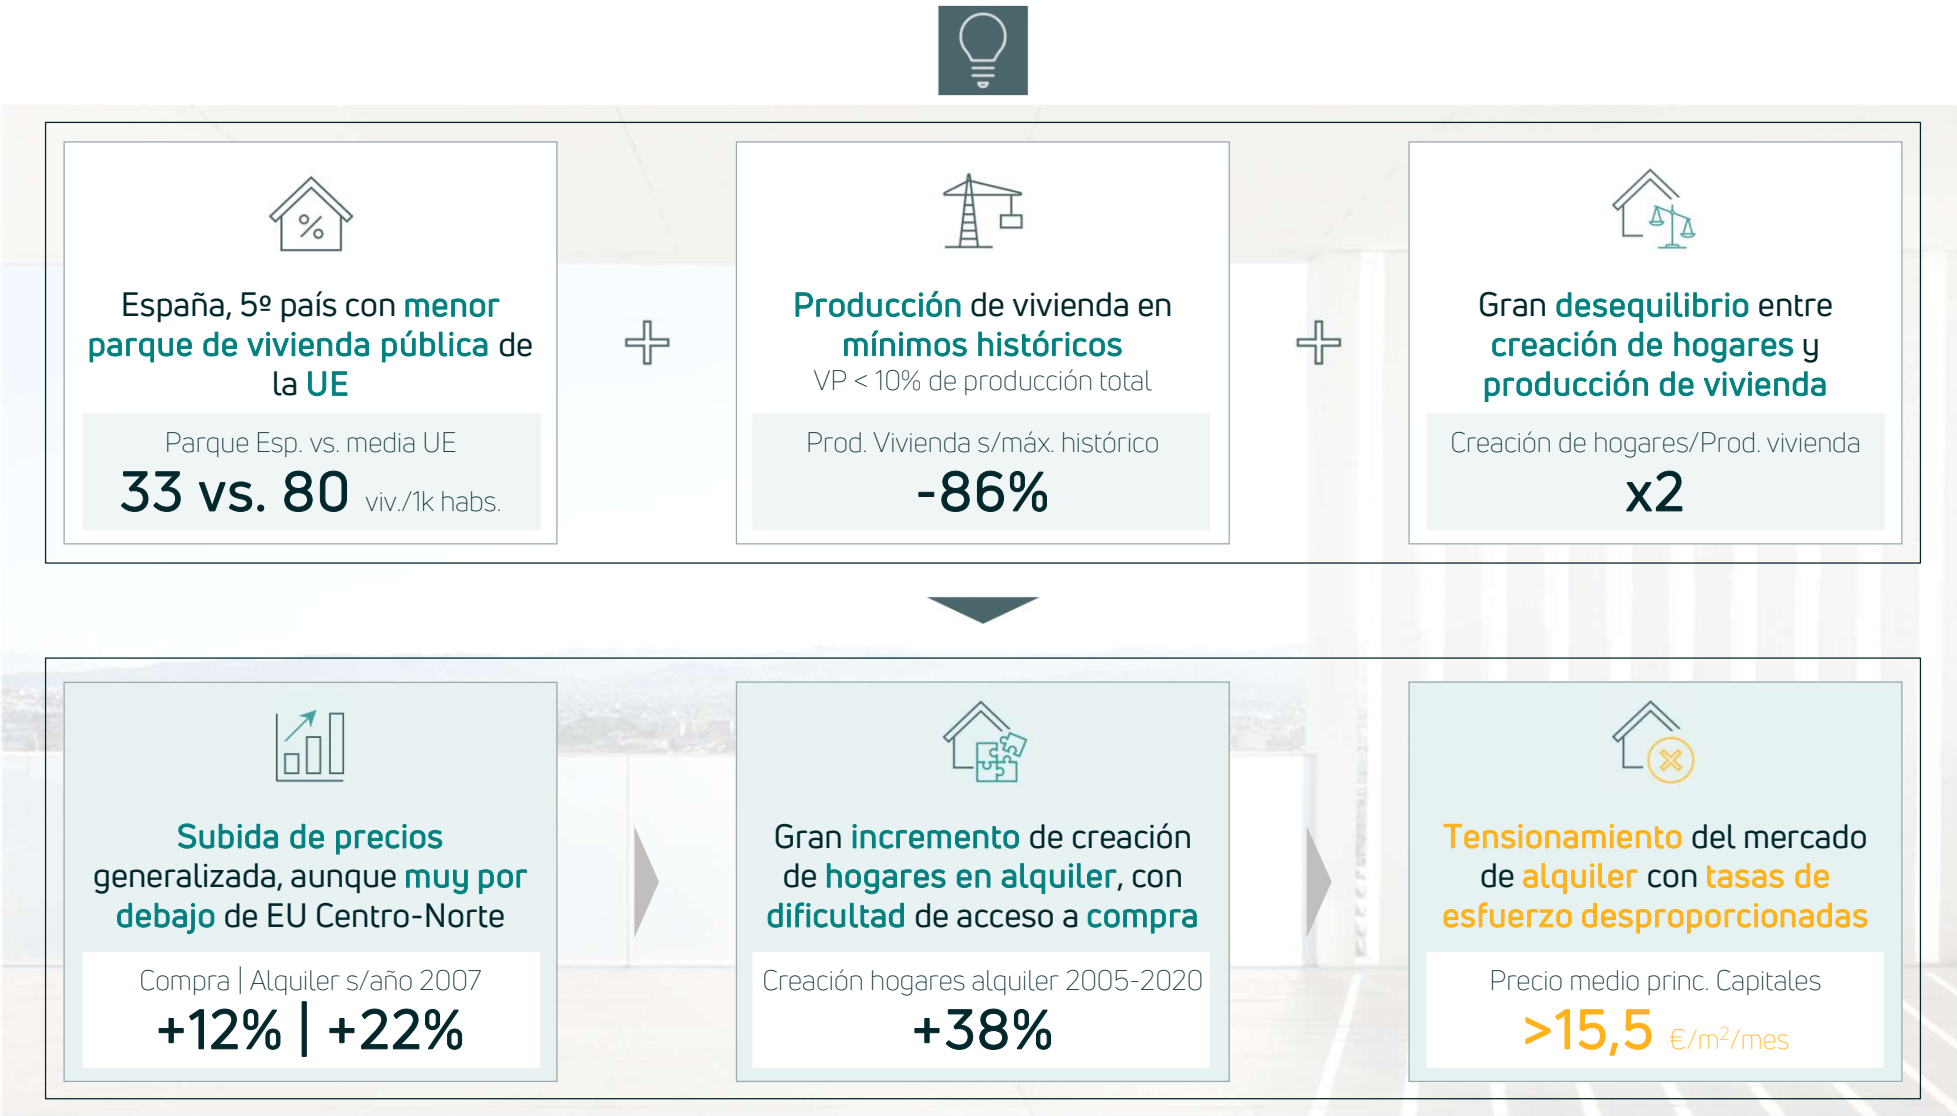 España, 5º país con menor
parque de vivienda pública de
la UE
Parque Esp. vs. media UE
33 vs. 80 viv./1k habs.
Producción de vivienda en
mínimos históricos
VP < 10% de producción total
Prod. Vivienda s/máx. histórico
-86%
Gran desequilibrio entre
creación de hogares y
producción de vivienda
Creación de hogares/Prod. vivienda
x2
Subida de precios
generalizada, aunque muy por
debajo de EU Centro-Norte
Compra | Alquiler s/año 2007
+12% | +22%
Gran incremento de creación
de hogares en alquiler, con
dificultad de acceso a compra
Creación hogares alquiler 2005-2020
+38%
Tensionamiento del mercado
de alquiler con tasas de
esfuerzo desproporcionadas
Precio medio princ. Capitales
>15,5 €/m²/mes